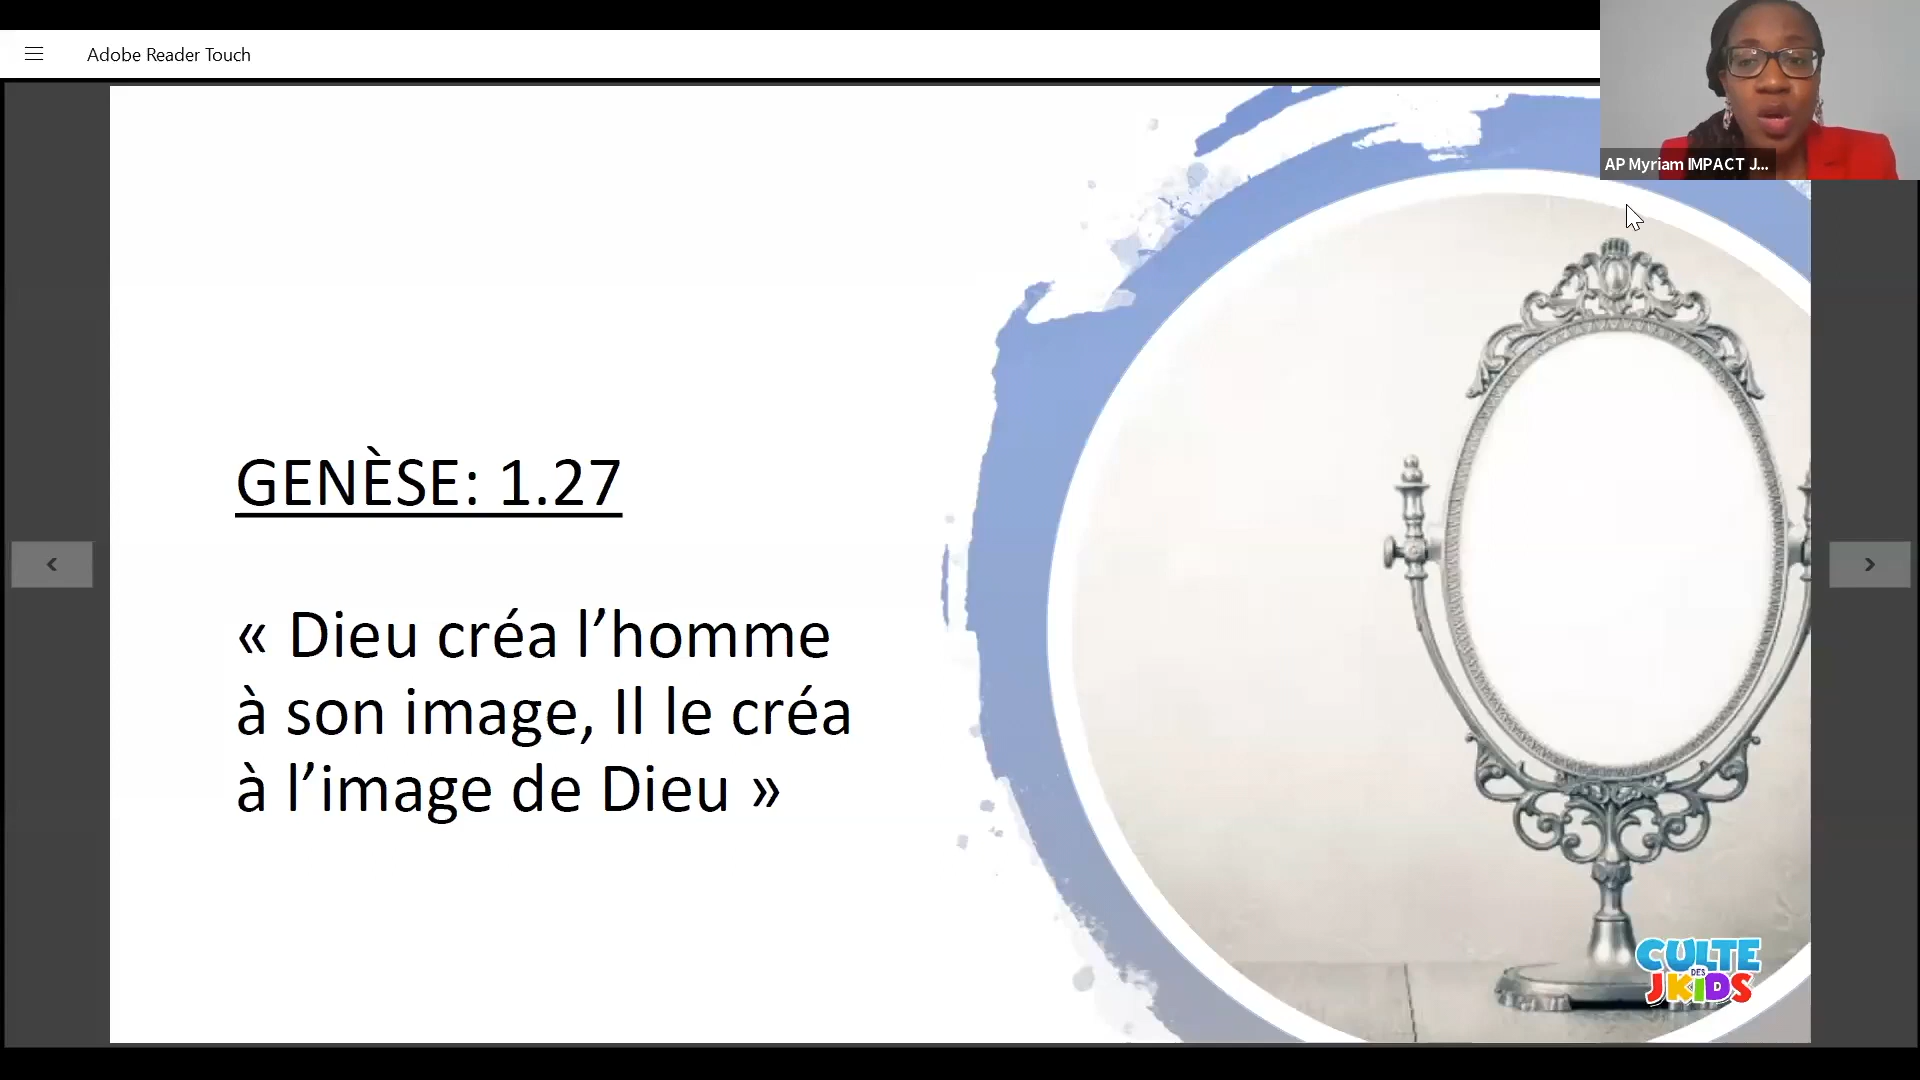 Adobe Reader Touch
AP Myriam IMPACT J...
GENÈSE: 1.27
« Dieu créa l’homme
à son image, Il le créa
à l’image de Dieu »
CULTE
DES
JKIDS